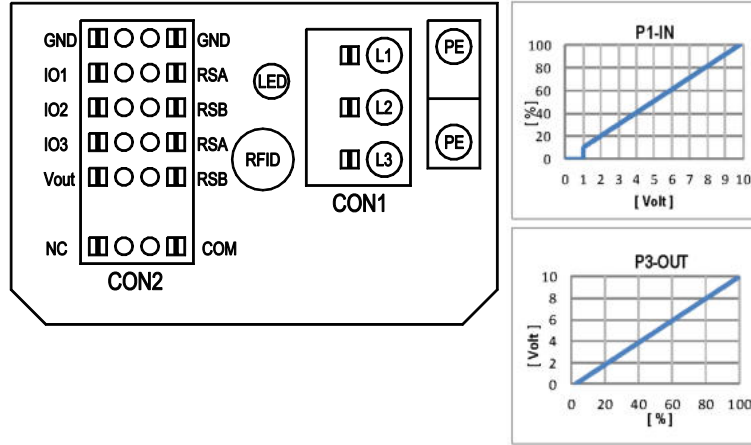 GND GND
IO1 RSA
IO2 RSB
IO3 RSA
Vout RSB
NC COM
CON2
LED
RFID
L1
L2
L3
CON1
PE
PE
P1-IN
[ % ]
100
80
60
40
20
0
0 1 2 3 4 5 6 7 8 9 10
[ Volt ]
P3-OUT
[ Volt ]
10
8
6
4
2
0
0 20 40 60 80 100
[ % ]